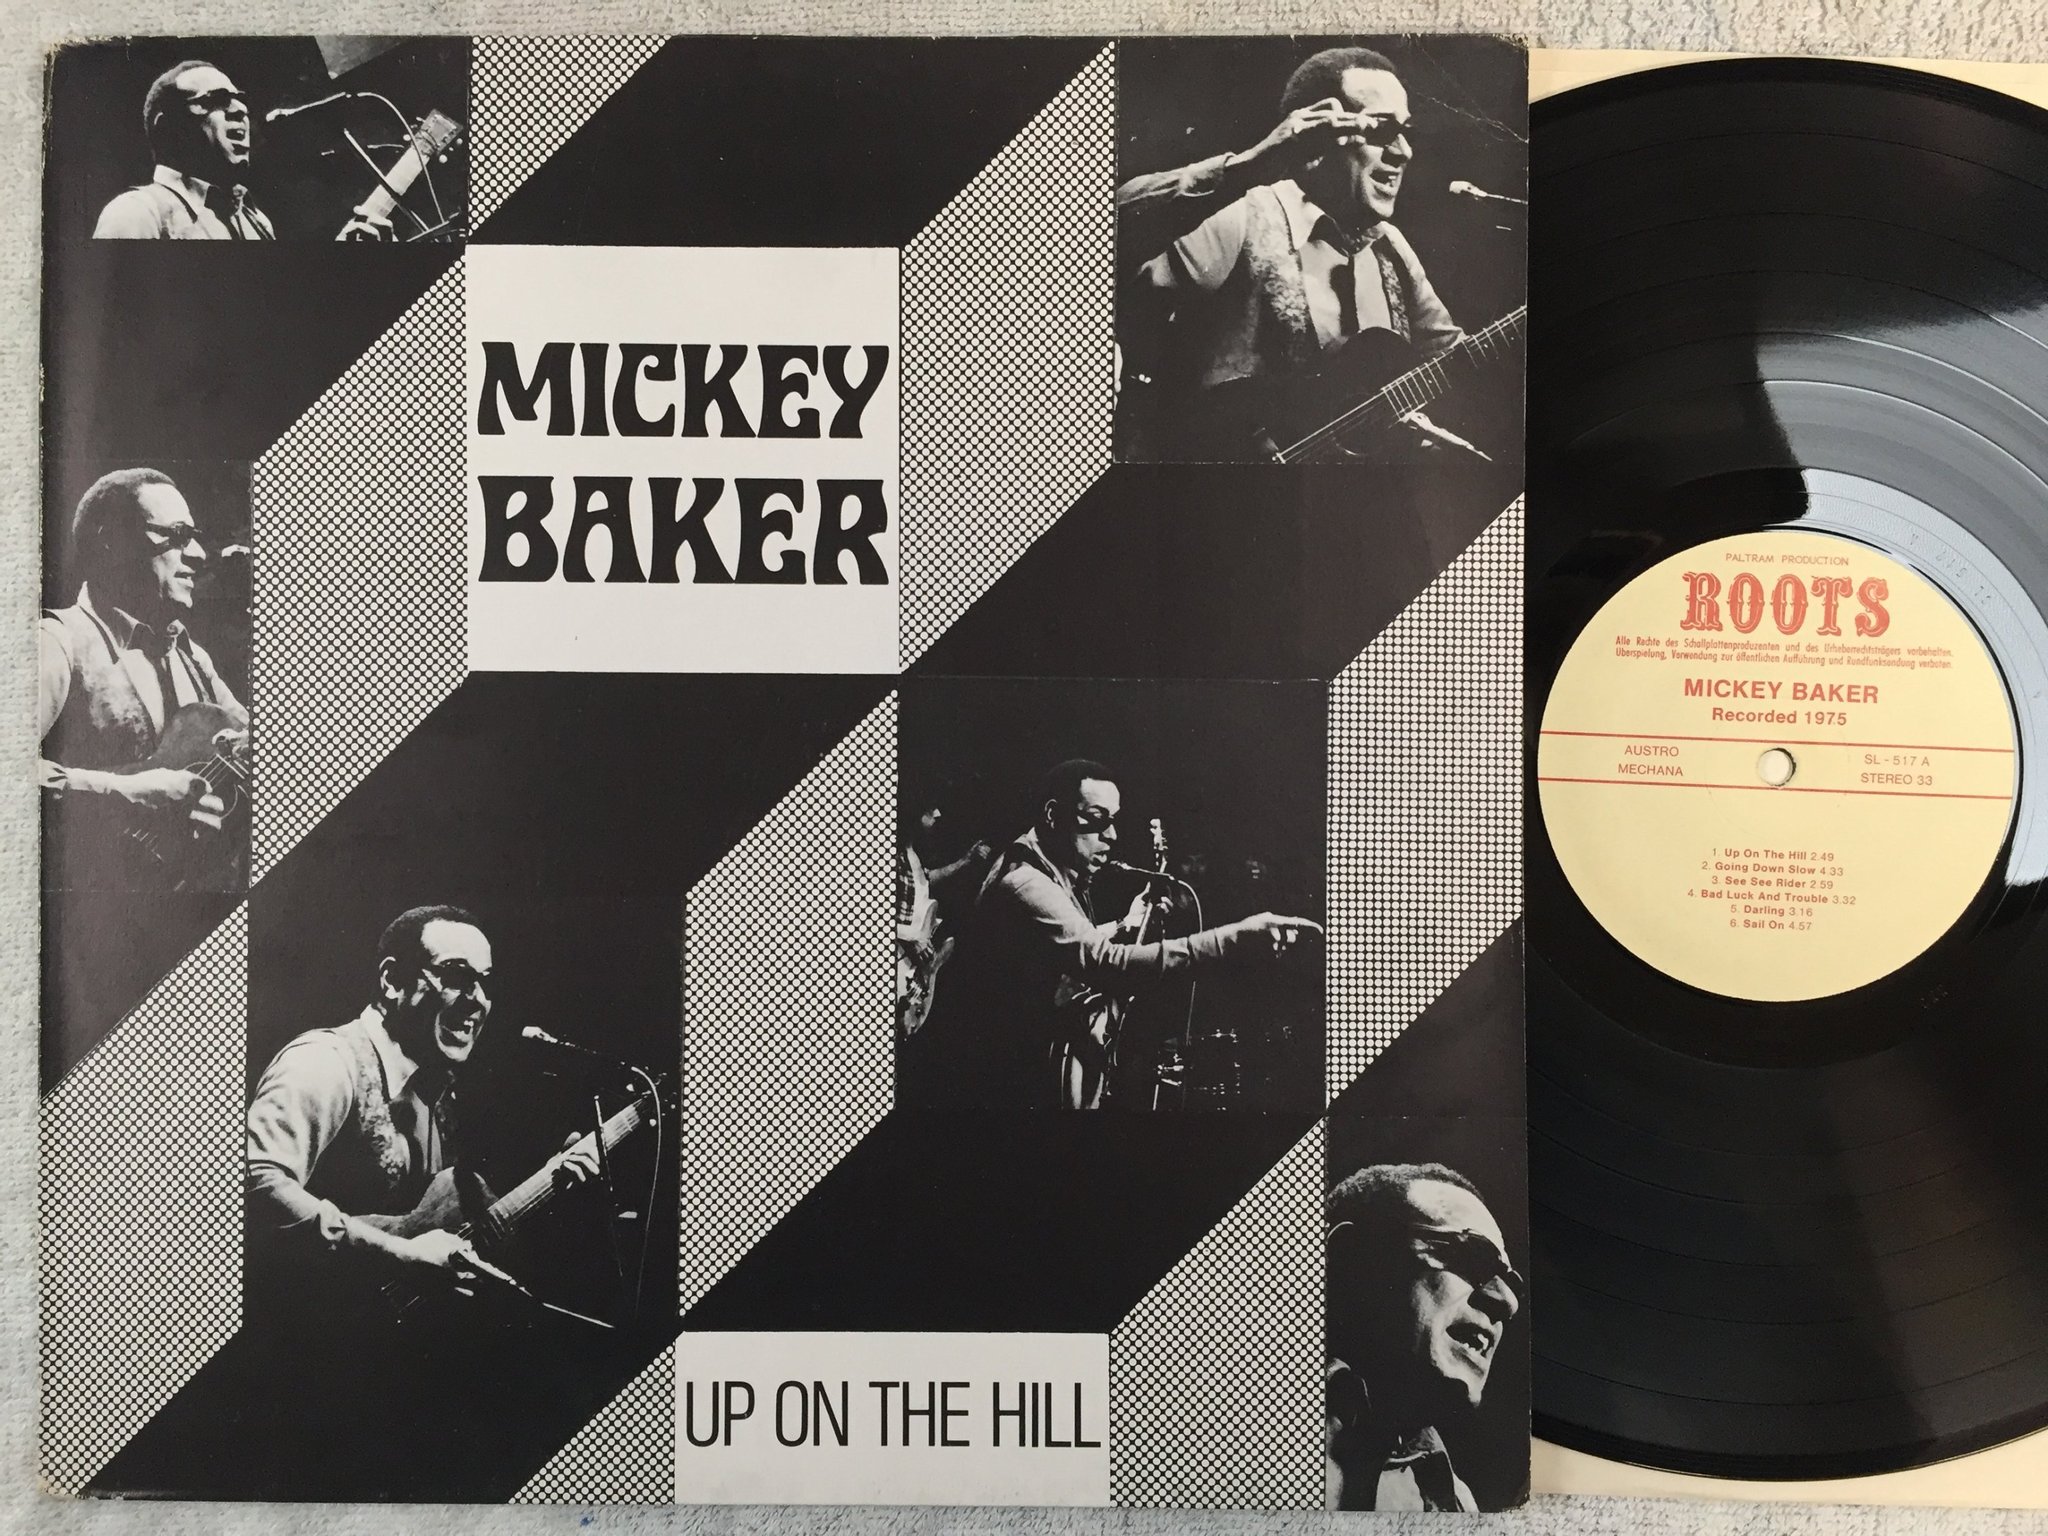 MICKEY
BAKER
UP ON THE HILL
PALTRAM PRODUCTION
ROOTS
Alle Rechte des Schallplattenproduzenten und des Urheberrechtsträgers vorbehalten.
Überspielung, Verwendung zur öffentlichen Aufführung und Rundfunksendung verboten.
MICKEY BAKER
Recorded 1975
AUSTRO
MECHANA
SL - 517 A
STEREO 33
1. Up On The Hill 2.49
2. Going Down Slow 4.33
3. See See Rider 2.59
4. Bad Luck And Trouble 3.32
5. Darling 3.16
6. Sail On 4.57